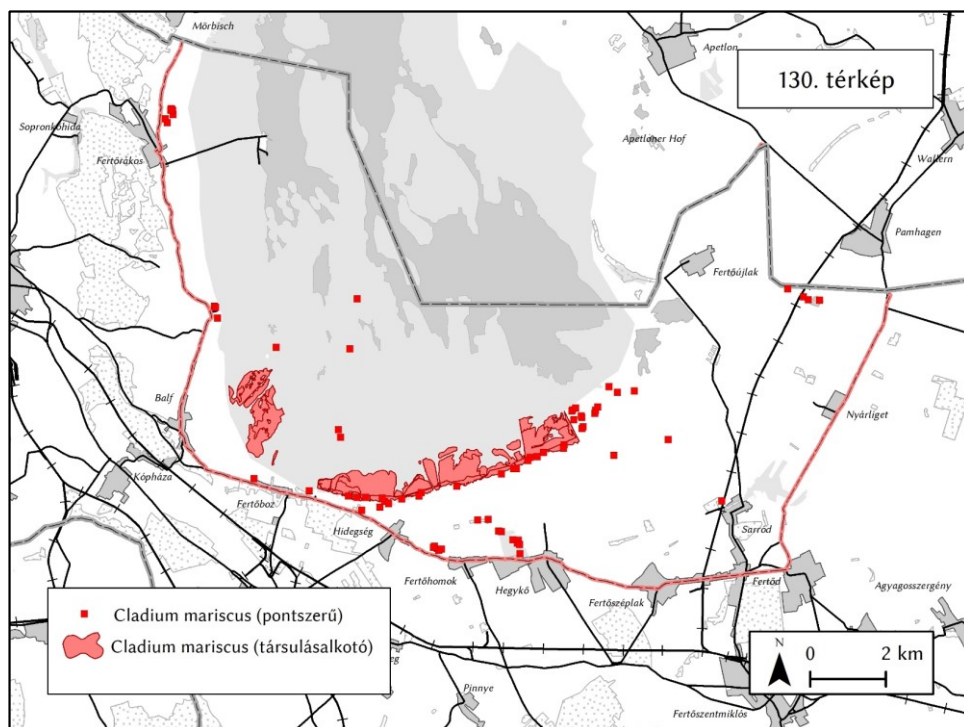 Mörbisch
Apetlon
130. térkép
Sopronkőhida
Fertőrákos
Apetloner Hof
Wallern
Pamhagen
Fertőújlak
Balf
Nyárliget
Kópháza
Fertőboz
Hidegség
Sarród
Fertőhomok
Hegykő
Fertőszéplak
Fertőd
Agyagosszergény
Cladium mariscus (pontszerű)
Cladium mariscus (társulásalkotó)
N
0 2 km
Pinnye
Fertőszentmiklós